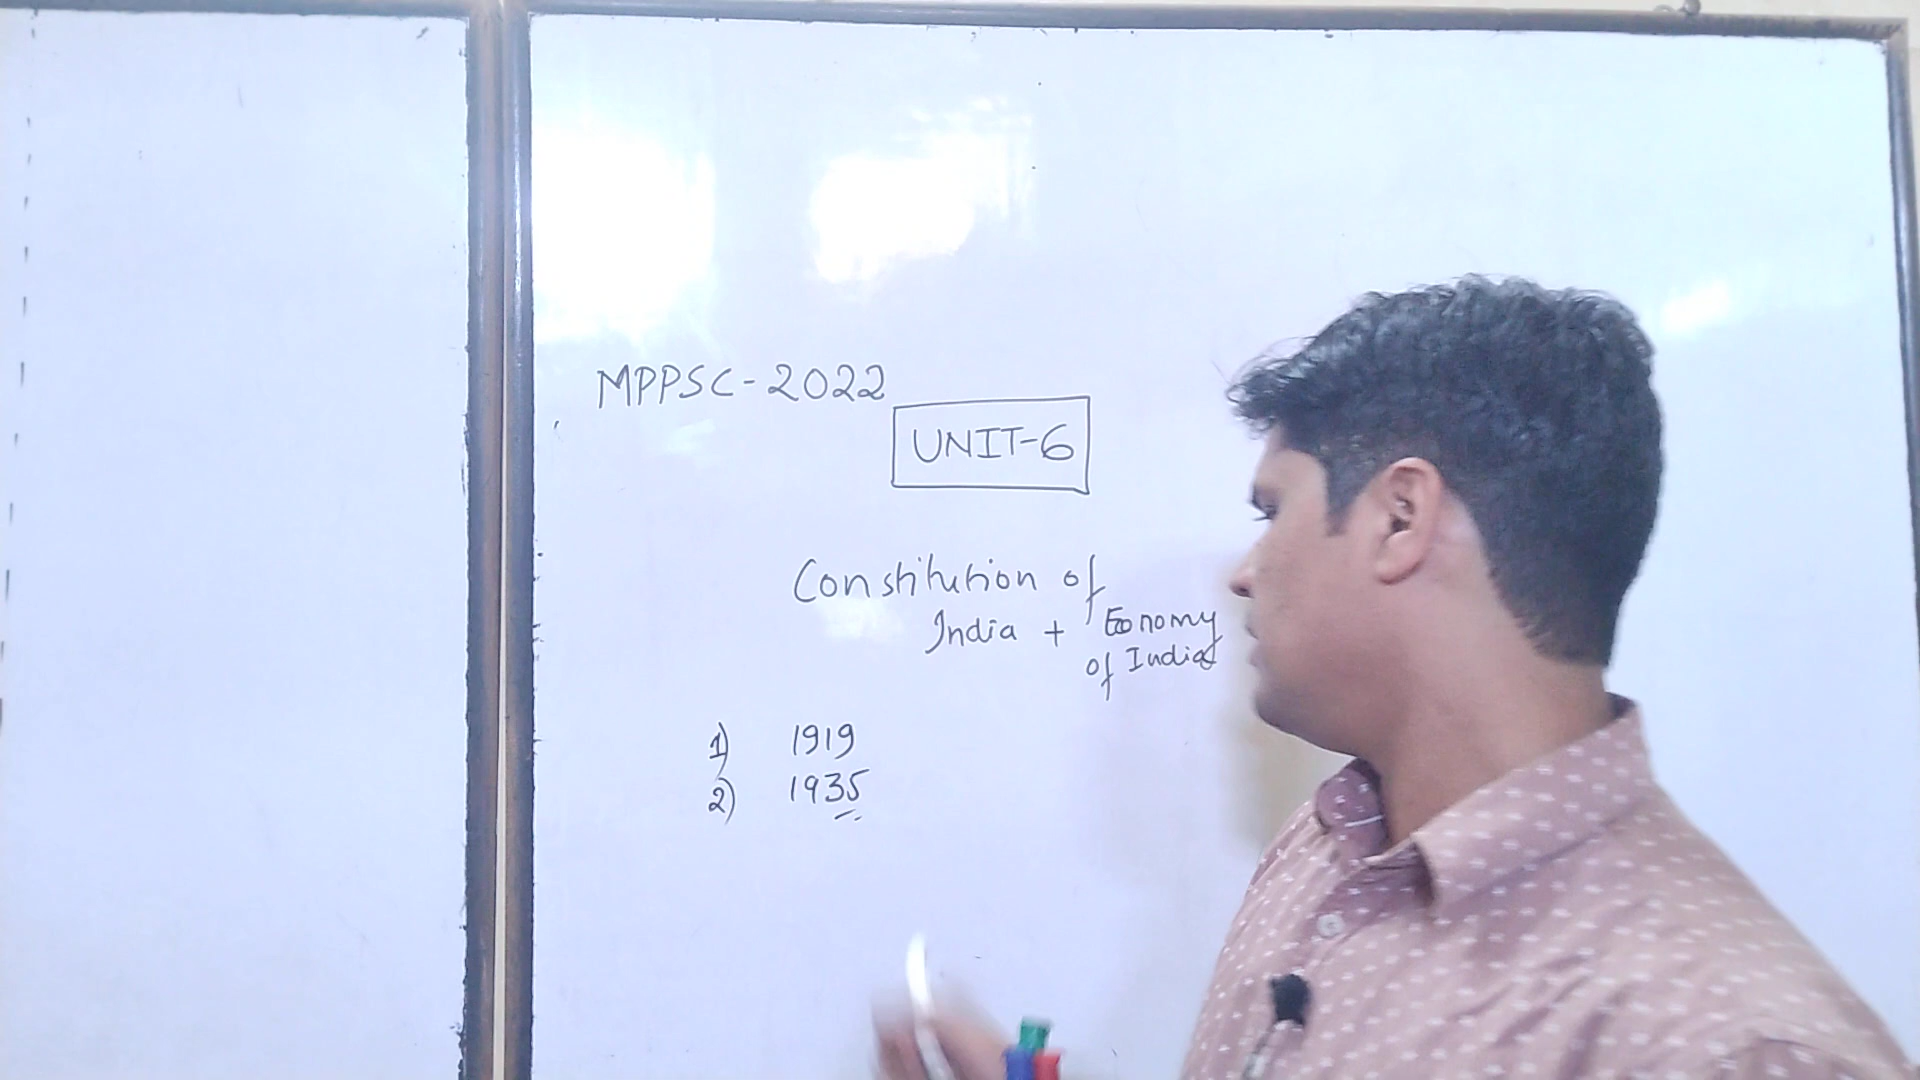 MPPSC-2022
UNIT-6
Constitution of
India + Economy
of India
1) 1919
2) 1935